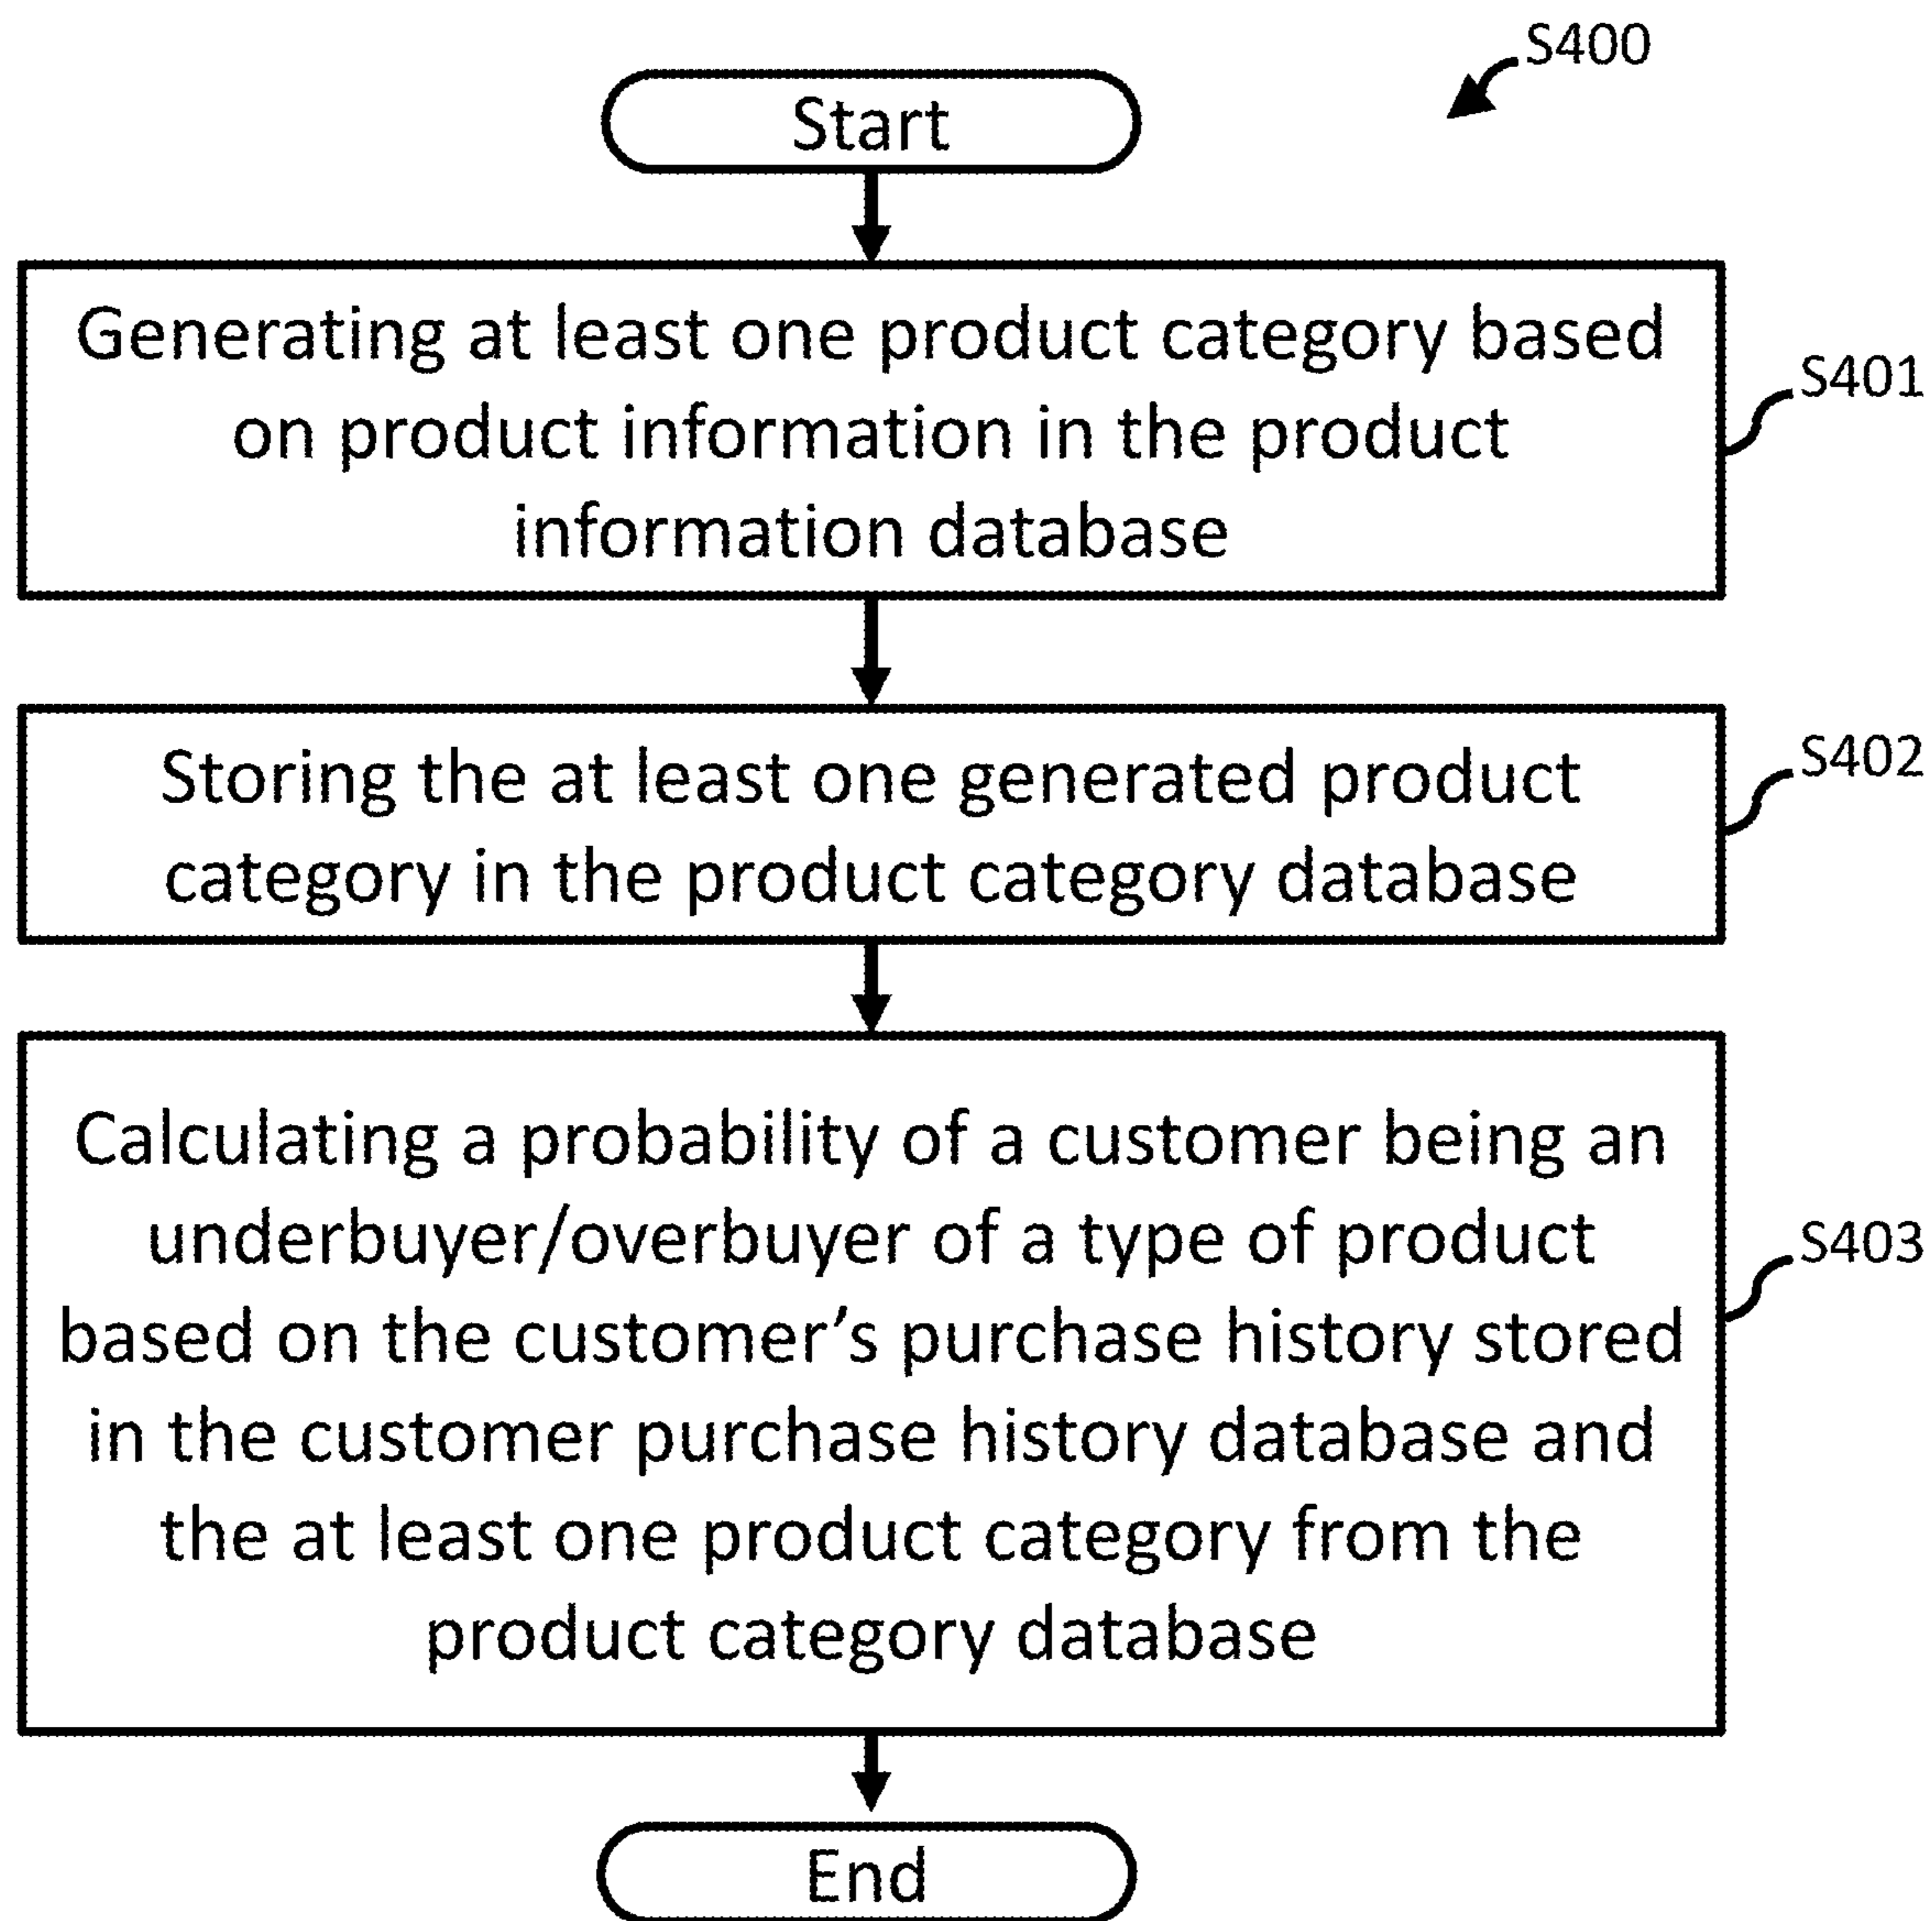 S400
Start
Generating at least one product category based
on product information in the product
information database
S401
Storing the at least one generated product
category in the product category database
S402
Calculating a probability of a customer being an
underbuyer/overbuyer of a type of product
based on the customer’s purchase history stored
in the customer purchase history database and
the at least one product category from the
product category database
S403
End